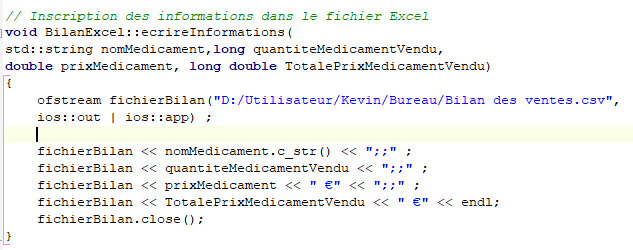 // Inscription des informations dans le fichier Excel
void BilanExcel::ecrireInformations(
std::string nomMedicament,long quantiteMedicamentVendu,
double prixMedicament, long double TotalePrixMedicamentVendu)
{
ofstream fichierBilan("D:/Utilisateur/Kevin/Bureau/Bilan des ventes.csv",
ios::out | ios::app) ;
fichierBilan << nomMedicament.c_str() << ";;" ;
fichierBilan << quantiteMedicamentVendu << ";;" ;
fichierBilan << prixMedicament << " €" << ";;" ;
fichierBilan << TotalePrixMedicamentVendu << " €" << endl;
fichierBilan.close();
}